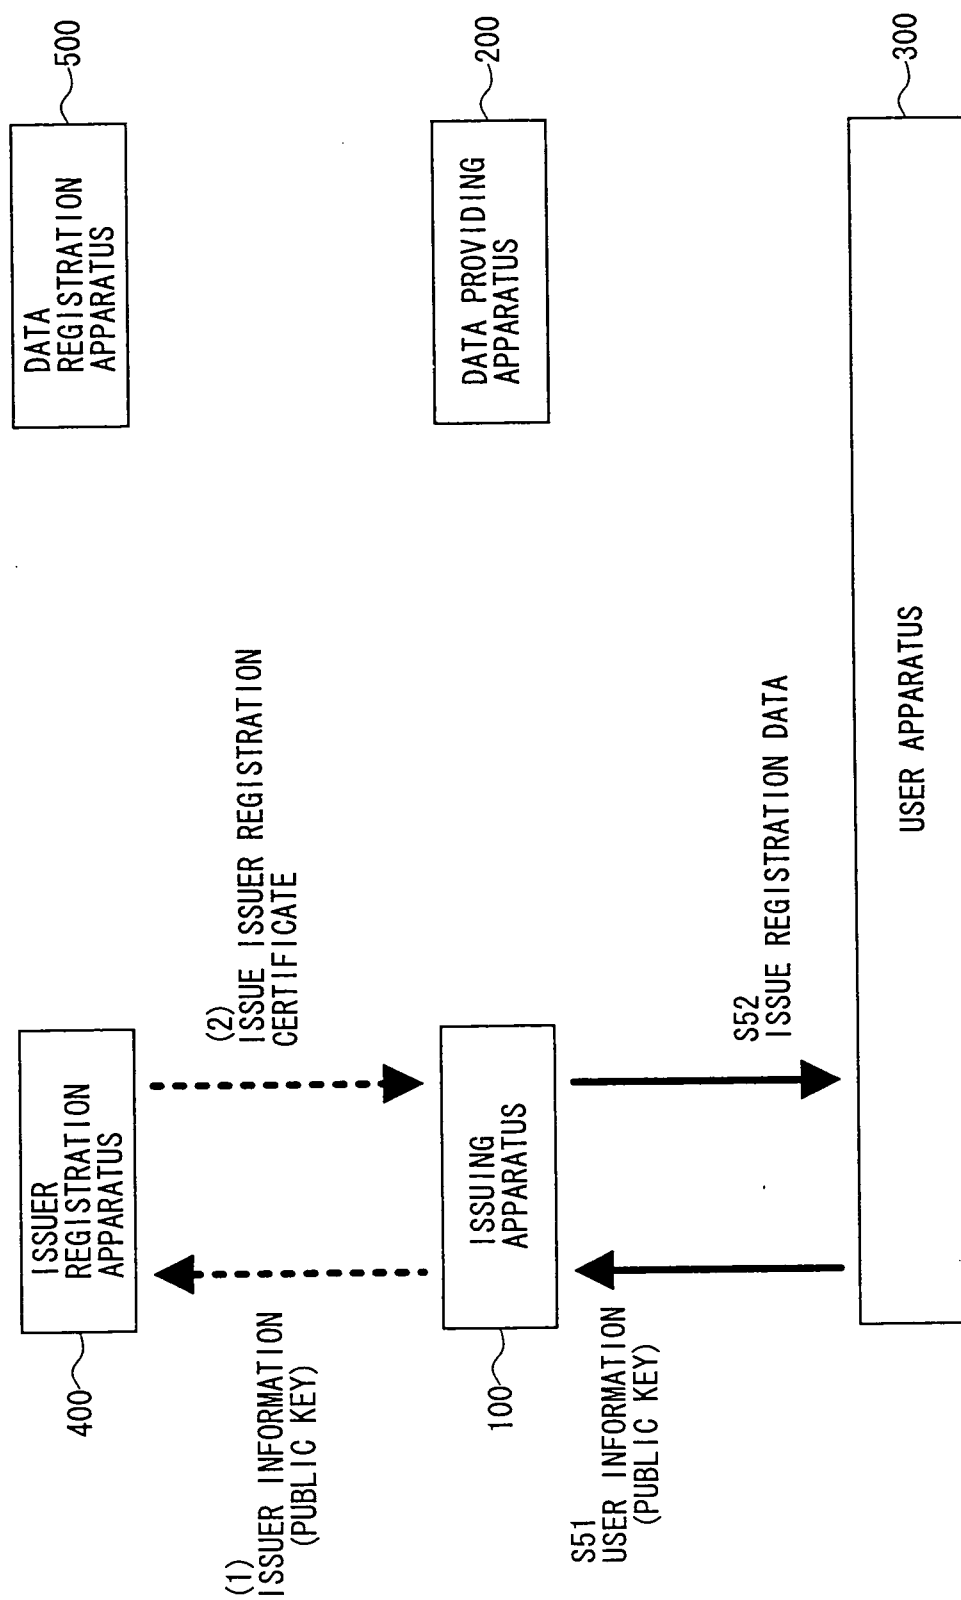 400
ISSUER
REGISTRATION
APPARATUS
DATA
REGISTRATION
APPARATUS
500
(1)
ISSUER INFORMATION
(PUBLIC KEY)
(2)
ISSUE ISSUER REGISTRATION
CERTIFICATE
100
ISSUING
APPARATUS
DATA PROVIDING
APPARATUS
200
S51
USER INFORMATION
(PUBLIC KEY)
S52
ISSUE REGISTRATION DATA
USER APPARATUS
300